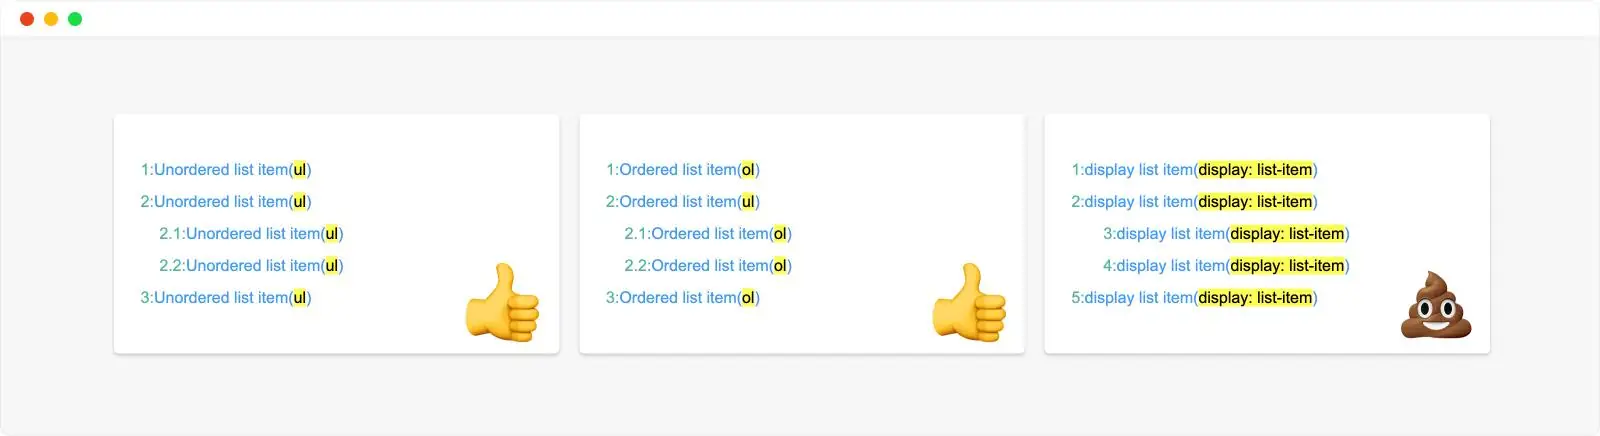 1:Unordered list item(ul)
2:Unordered list item(ul)
2.1:Unordered list item(ul)
2.2:Unordered list item(ul)
3:Unordered list item(ul)
1:Ordered list item(ol)
2:Ordered list item(ul)
2.1:Ordered list item(ol)
2.2:Ordered list item(ol)
3:Ordered list item(ol)
1:display list item(display: list-item)
2:display list item(display: list-item)
3:display list item(display: list-item)
4:display list item(display: list-item)
5:display list item(display: list-item)